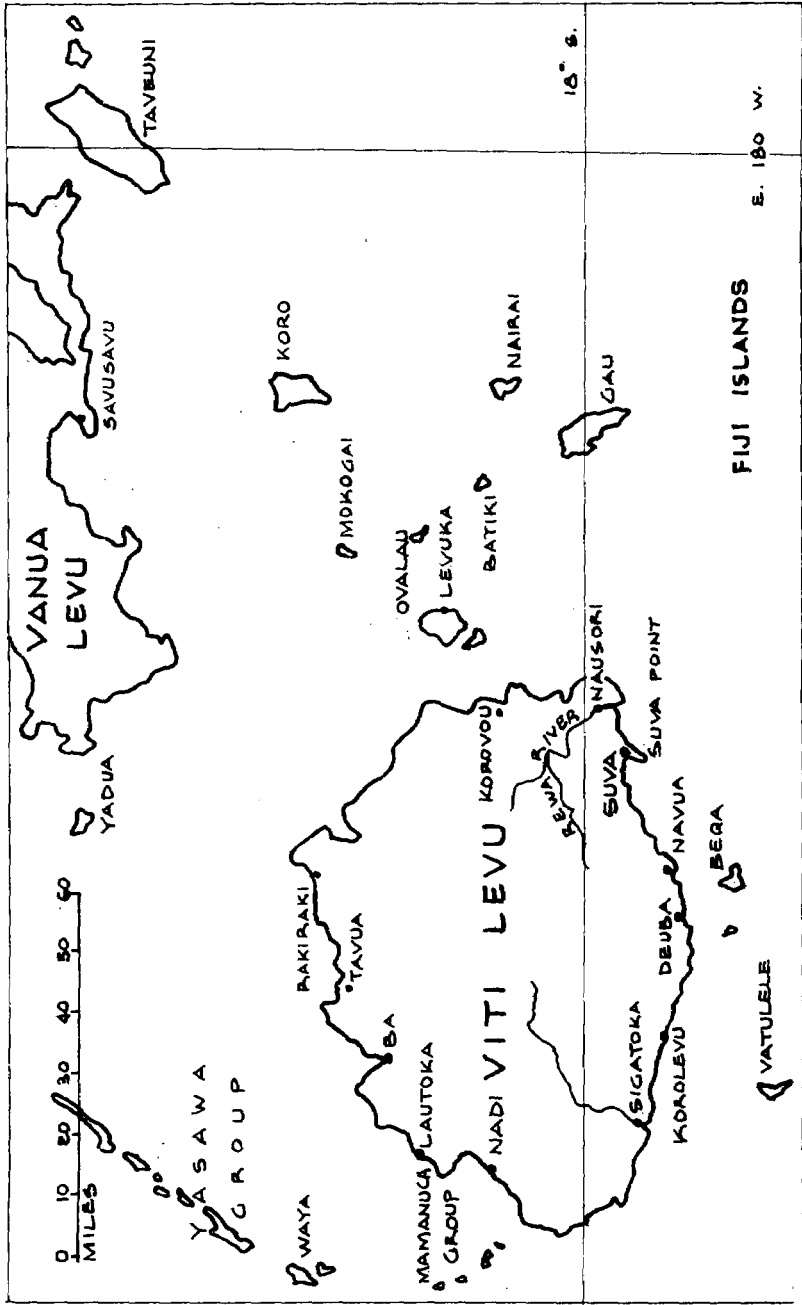 VANUA
LEVU
SAVUSAVU
TAVEUNI
YADUA
0 10 20 30 40 50 60
MILES
YASAWA
GROUP
WAYA
KORO
MOKOGAI
OVALAU
LEVUKA
BATIKI
NAIRAI
GAU
RAKIRAKI
TAVUA
BA
LAUTOKA
MAMANUCA
GROUP
NADI
VITI LEVU
KOROVOU
REWA RIVER
NAUSORI
SUVA
SUVA POINT
NAVUA
DEUBA
BEQA
SIGATOKA
KOROLEVU
VATULELE
18° S.
E. 180 W.
FIJI ISLANDS